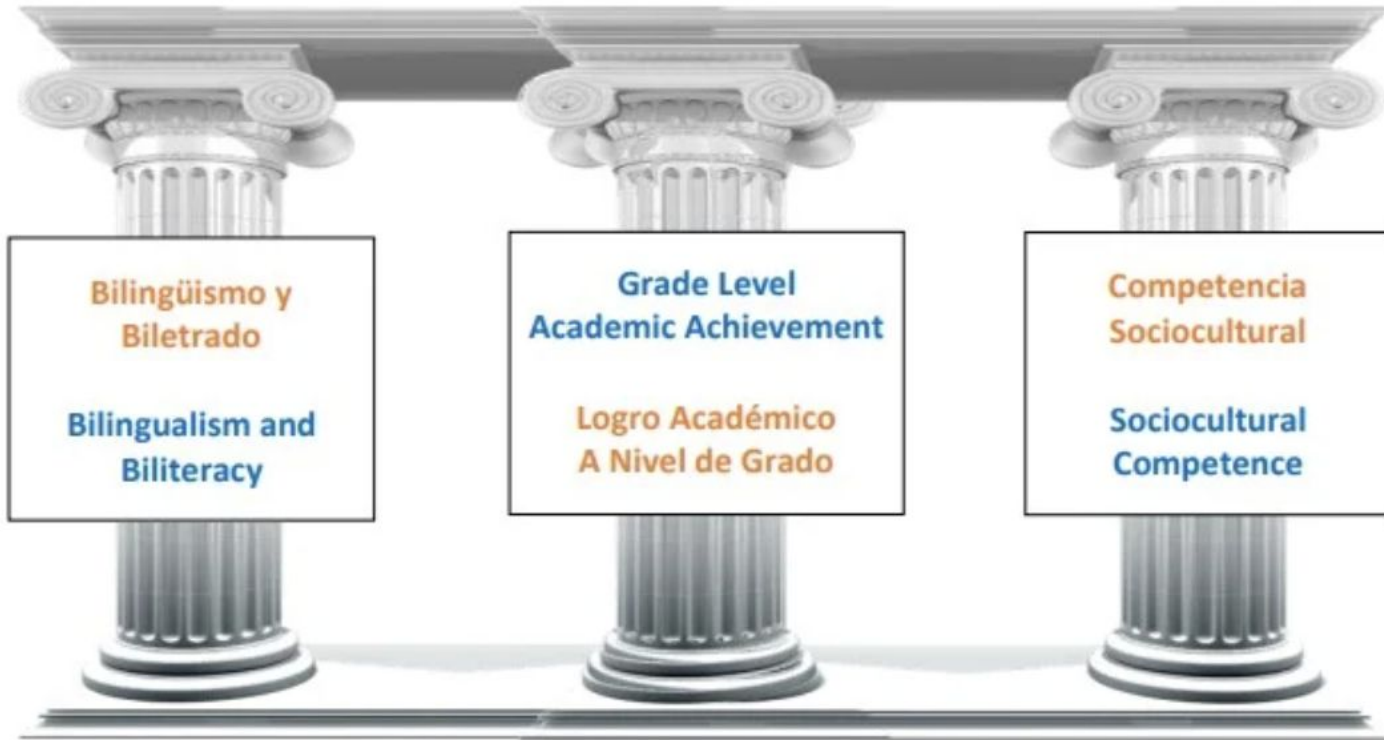 Bilingüismo y
Biletrado
Bilingualism and
Biliteracy
Grade Level
Academic Achievement
Logro Académico
A Nivel de Grado
Competencia
Sociocultural
Sociocultural
Competence